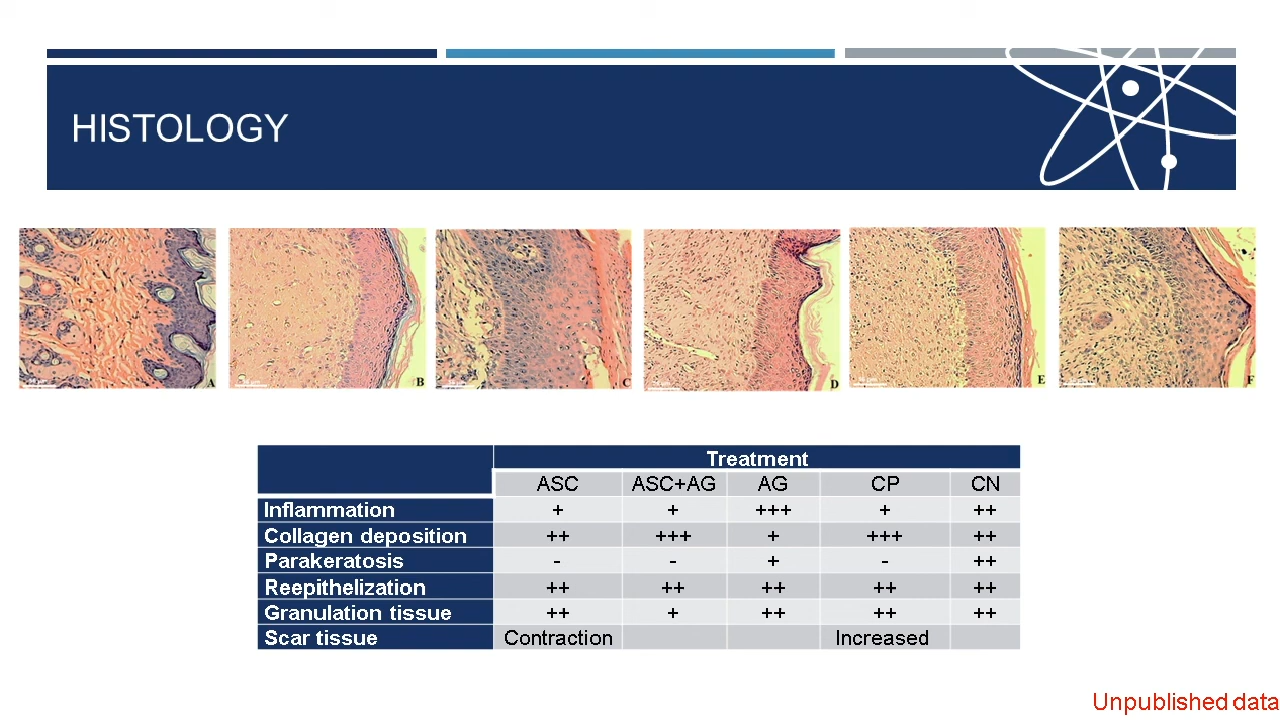 HISTOLOGY
A B C D E F
Treatment
ASC ASC+AG AG CP CN
Inflammation + + +++ + ++
Collagen deposition ++ +++ + +++ ++
Parakeratosis - - + - ++
Reepithelization ++ ++ ++ ++ ++
Granulation tissue ++ + ++ ++ ++
Scar tissue Contraction Increased
Unpublished data